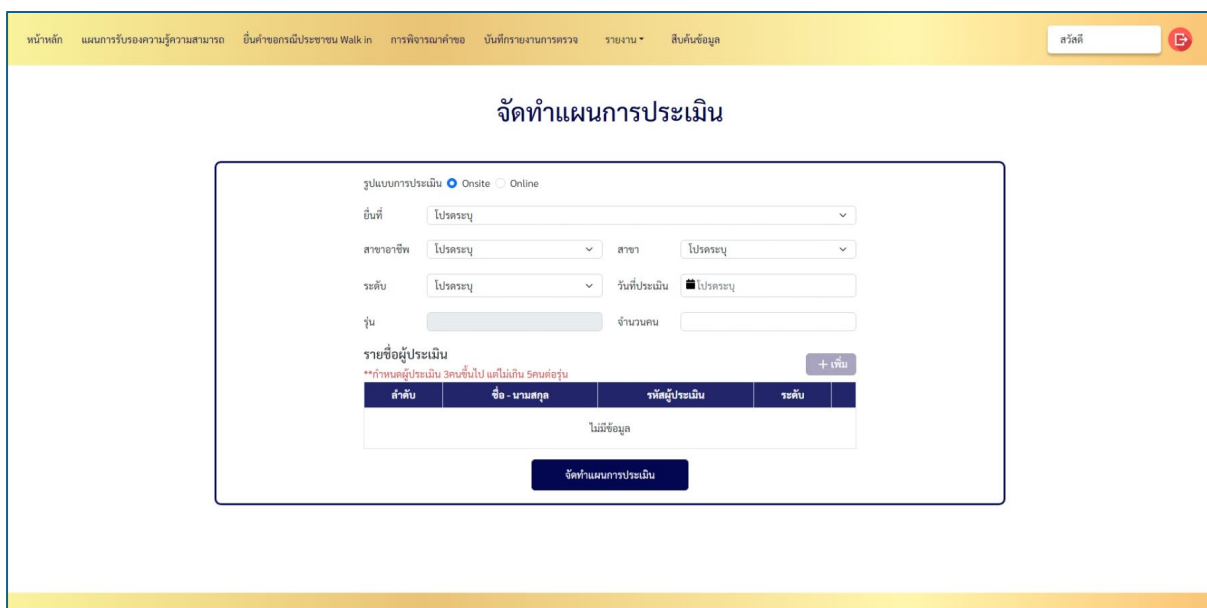 หน้าหลัก แผนการรับรองความรู้ความสามารถ ยื่นคำขอกรณีประชาชน Walk in การพิจารณาคำขอ บันทึกรายงานการตรวจ รายงาน สืบค้นข้อมูล สวัสดี
จัดทำแผนการประเมิน
รูปแบบการประเมิน Onsite Online
ยื่นที่ โปรดระบุ
สาขาอาชีพ โปรดระบุ สาขา โปรดระบุ
ระดับ โปรดระบุ วันที่ประเมิน โปรดระบุ
รุ่น จำนวนคน
รายชื่อผู้ประเมิน
+ เพิ่ม
**กำหนดผู้ประเมิน 3คนขึ้นไป แต่ไม่เกิน 5คนต่อรุ่น
ลำดับ ชื่อ - นามสกุล รหัสผู้ประเมิน ระดับ
ไม่มีข้อมูล
จัดทำแผนการประเมิน